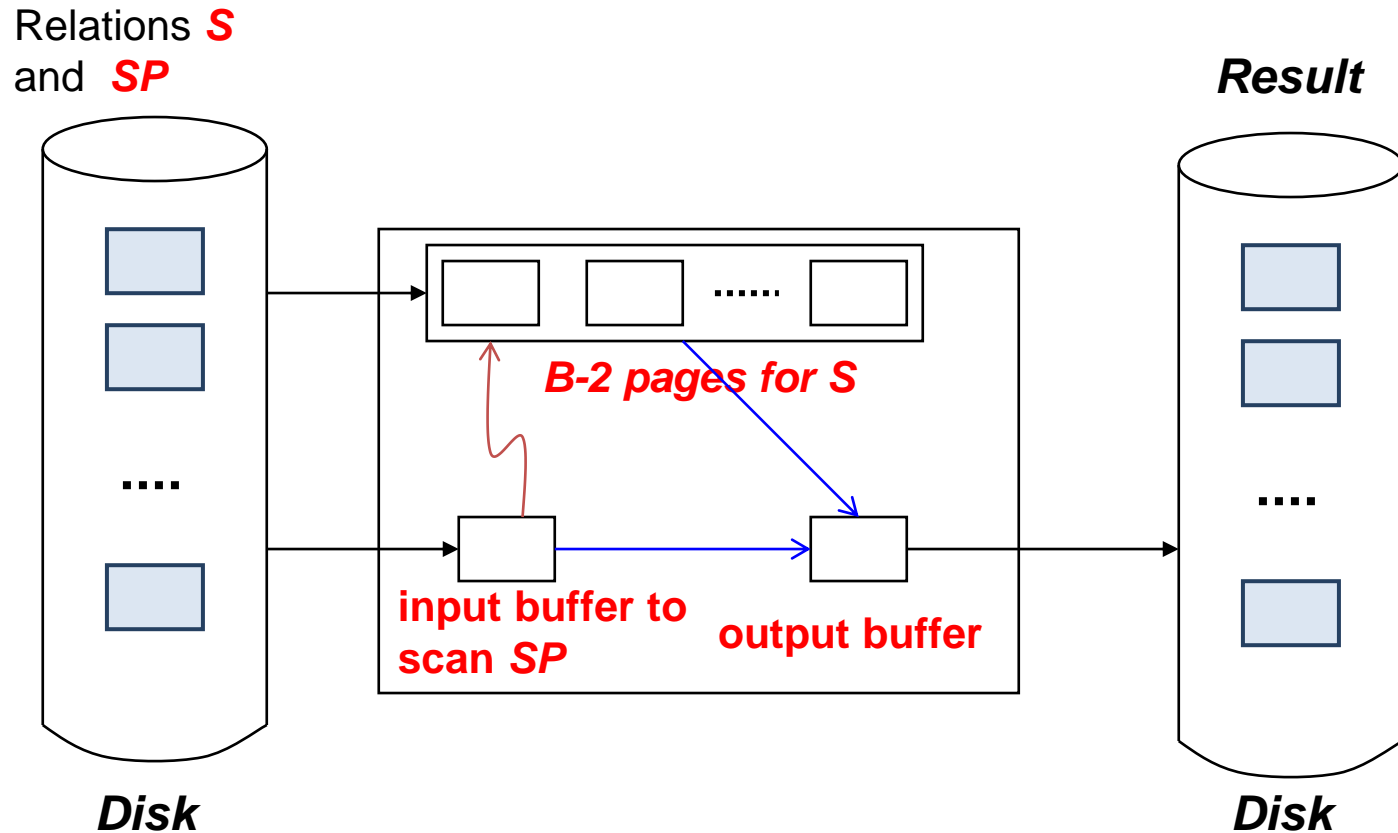 Relations S
and SP
Result
.......
B-2 pages for S
.....
.....
input buffer to
scan SP
output buffer
Disk
Disk